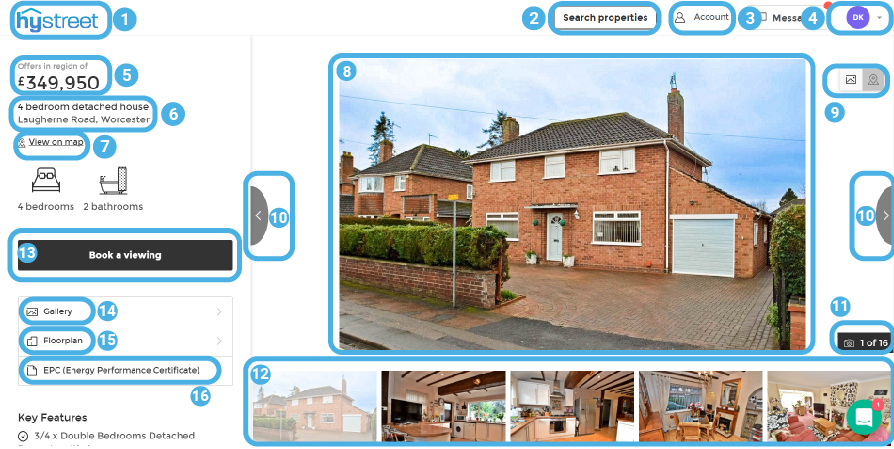 hystreet
1
2
Search properties
Account
3
Messa
4
DK
Offers in region of
£349,950
5
4 bedroom detached house
Laugherne Road, Worcester
6
View on map
7
4 bedrooms
2 bathrooms
8
9
10
10
13
Book a viewing
Gallery
14
Floorplan
15
EPC (Energy Performance Certificate)
16
11
1 of 16
12
1
Key Features
3/4 x Double Bedrooms Detached